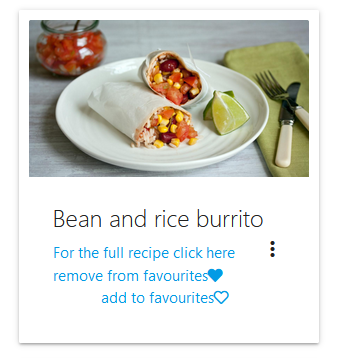 Bean and rice burrito
For the full recipe click here
remove from favourites
add to favourites